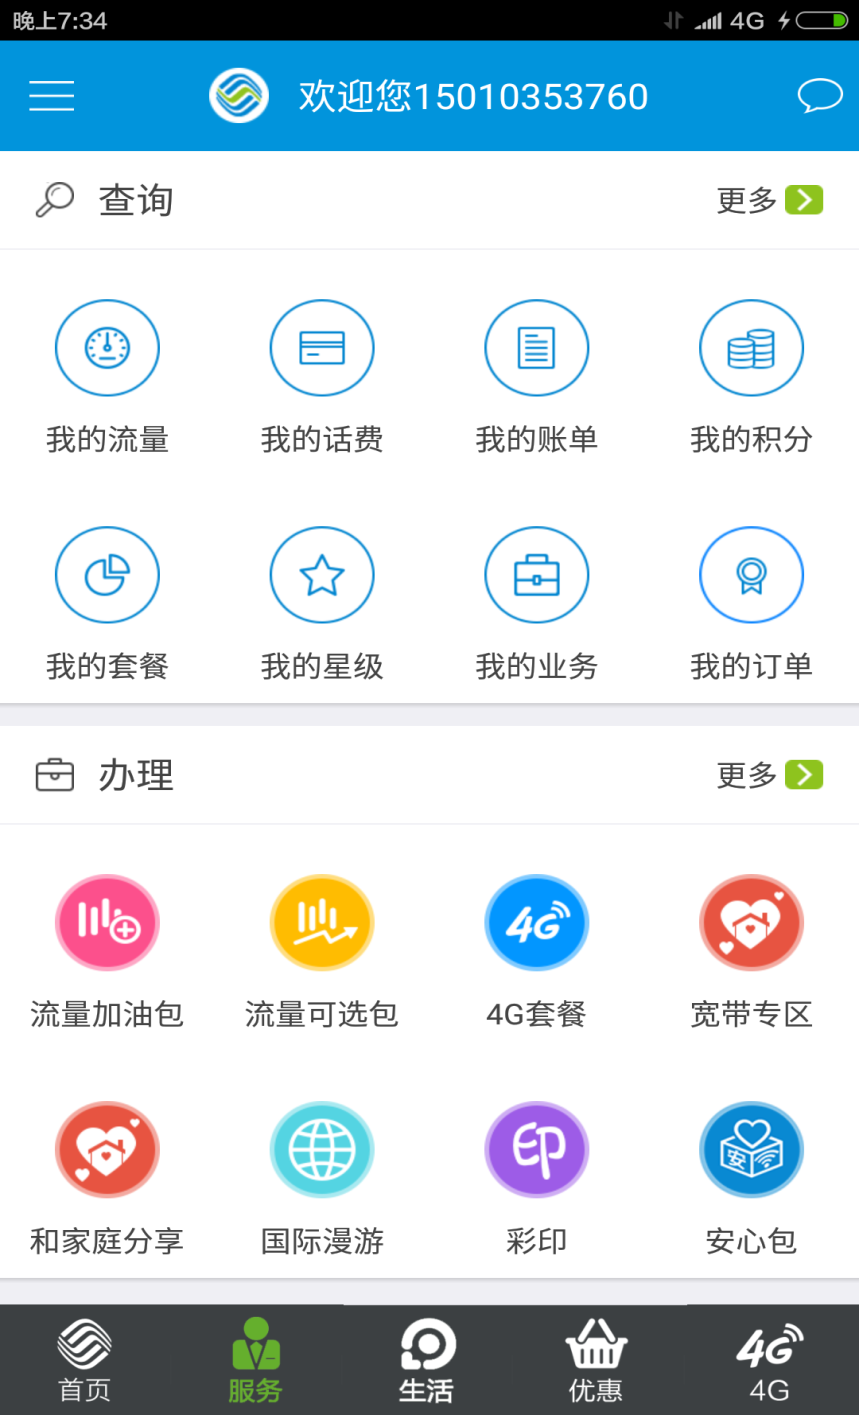 晚上7:34 4G
欢迎您15010353760
查询 更多
我的流量 我的话费 我的账单 我的积分
我的套餐 我的星级 我的业务 我的订单
办理 更多
4G
流量加油包 流量可选包 4G套餐 宽带专区
安
和家庭分享 国际漫游 彩印 安心包
4G
首页 服务 生活 优惠 4G